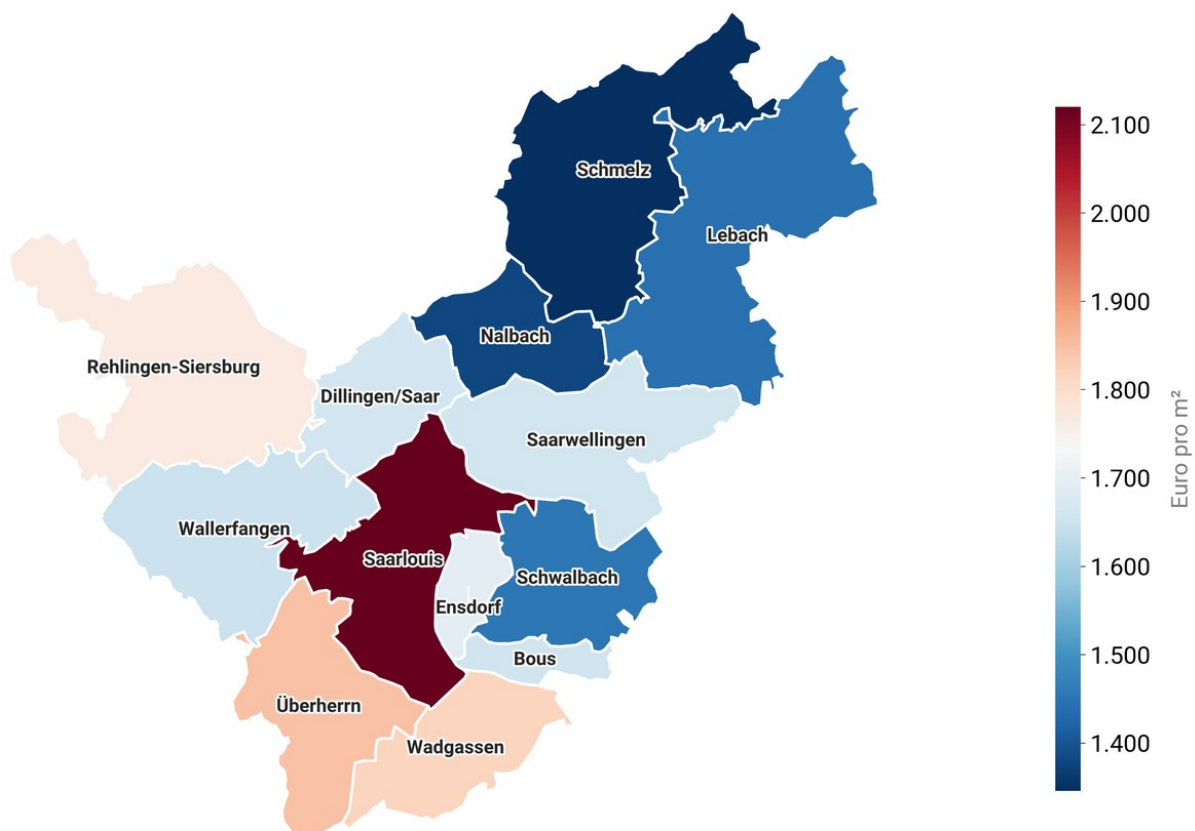 Schmelz
Lebach
Nalbach
Rehlingen-Siersburg
Dillingen/Saar
Saarwellingen
Wallerfangen
Saarlouis
Schwalbach
Ensdorf
Bous
Überherrn
Wadgassen
2.100
2.000
1.900
1.800
1.700
1.600
1.500
1.400
Euro pro m²